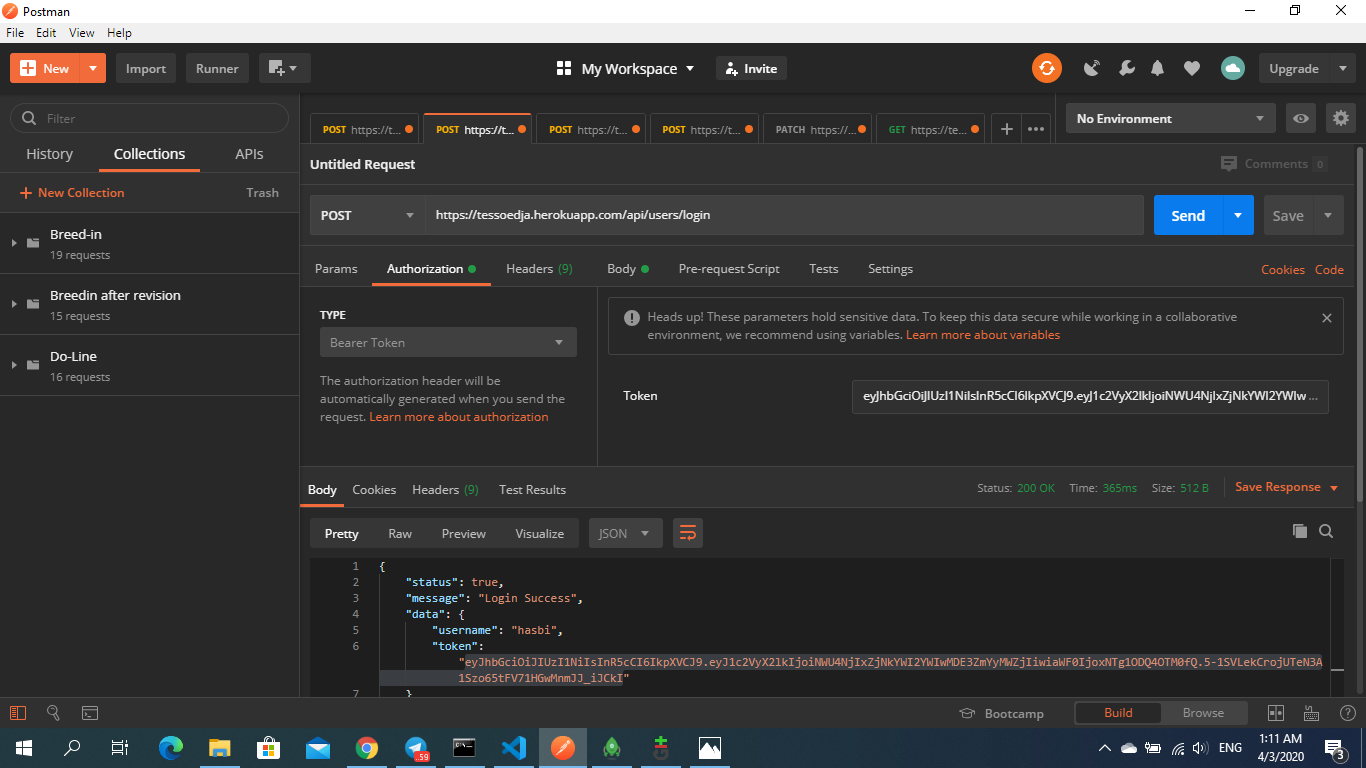 Postman
File Edit View Help
New Import Runner My Workspace Invite Upgrade
Filter
History Collections APIs
New Collection Trash
Breed-in
19 requests
Breedin after revision
15 requests
Do-Line
16 requests
POST https://t... POST https://t... POST https://t... POST https://t... PATCH https://... GET https://te... No Environment
Untitled Request Comments 0
POST https://tessoedja.herokuapp.com/api/users/login Send Save
Params Authorization Headers (9) Body Pre-request Script Tests Settings Cookies Code
TYPE
Bearer Token
The authorization header will be
automatically generated when you send the
request. Learn more about authorization
Heads up! These parameters hold sensitive data. To keep this data secure while working in a collaborative
environment, we recommend using variables. Learn more about variables
Token eyJhbGciOiJIUzI1NiIsInR5cCI6IkpXVCJ9.eyJ1c2VyX2lkIjoiNWU4NjIxZjNkYWI2YWIw ...
Body Cookies Headers (9) Test Results Status: 200 OK Time: 365ms Size: 512 B Save Response
Pretty Raw Preview Visualize JSON
1 {
2 "status": true,
3 "message": "Login Success",
4 "data": {
5 "username": "hasbi",
6 "token":
"eyJhbGciOiJIUzI1NiIsInR5cCI6IkpXVCJ9.eyJ1c2VyX2lkIjoiNWU4NjIxZjNkYWI2YWIwMDE3ZmYyMWZjIiwiaWF0IjoxNTg1ODQ4OTM0fQ.5-1SVLekCrojUTeN3A
1Szo65tFV71HGwMnmJJ_iJCkI"
7 }
Bootcamp Build Browse
.59 ENG 1:11 AM
4/3/2020 3